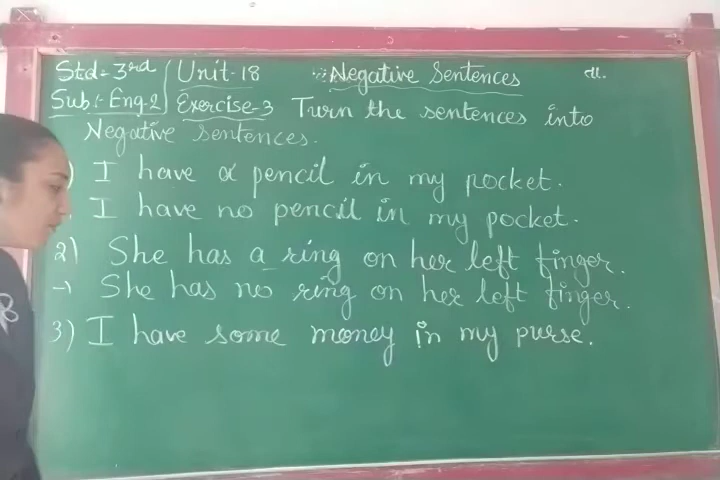 Std:- 3rd Unit-18 Negative Sentences dt.
Sub:- Eng.2 Exercise-3 Turn the sentences into
Negative sentences.
) I have a pencil in my pocket.
I have no pencil in my pocket.
2) She has a ring on her left finger.
→ She has no ring on her left finger.
3) I have some money in my purse.